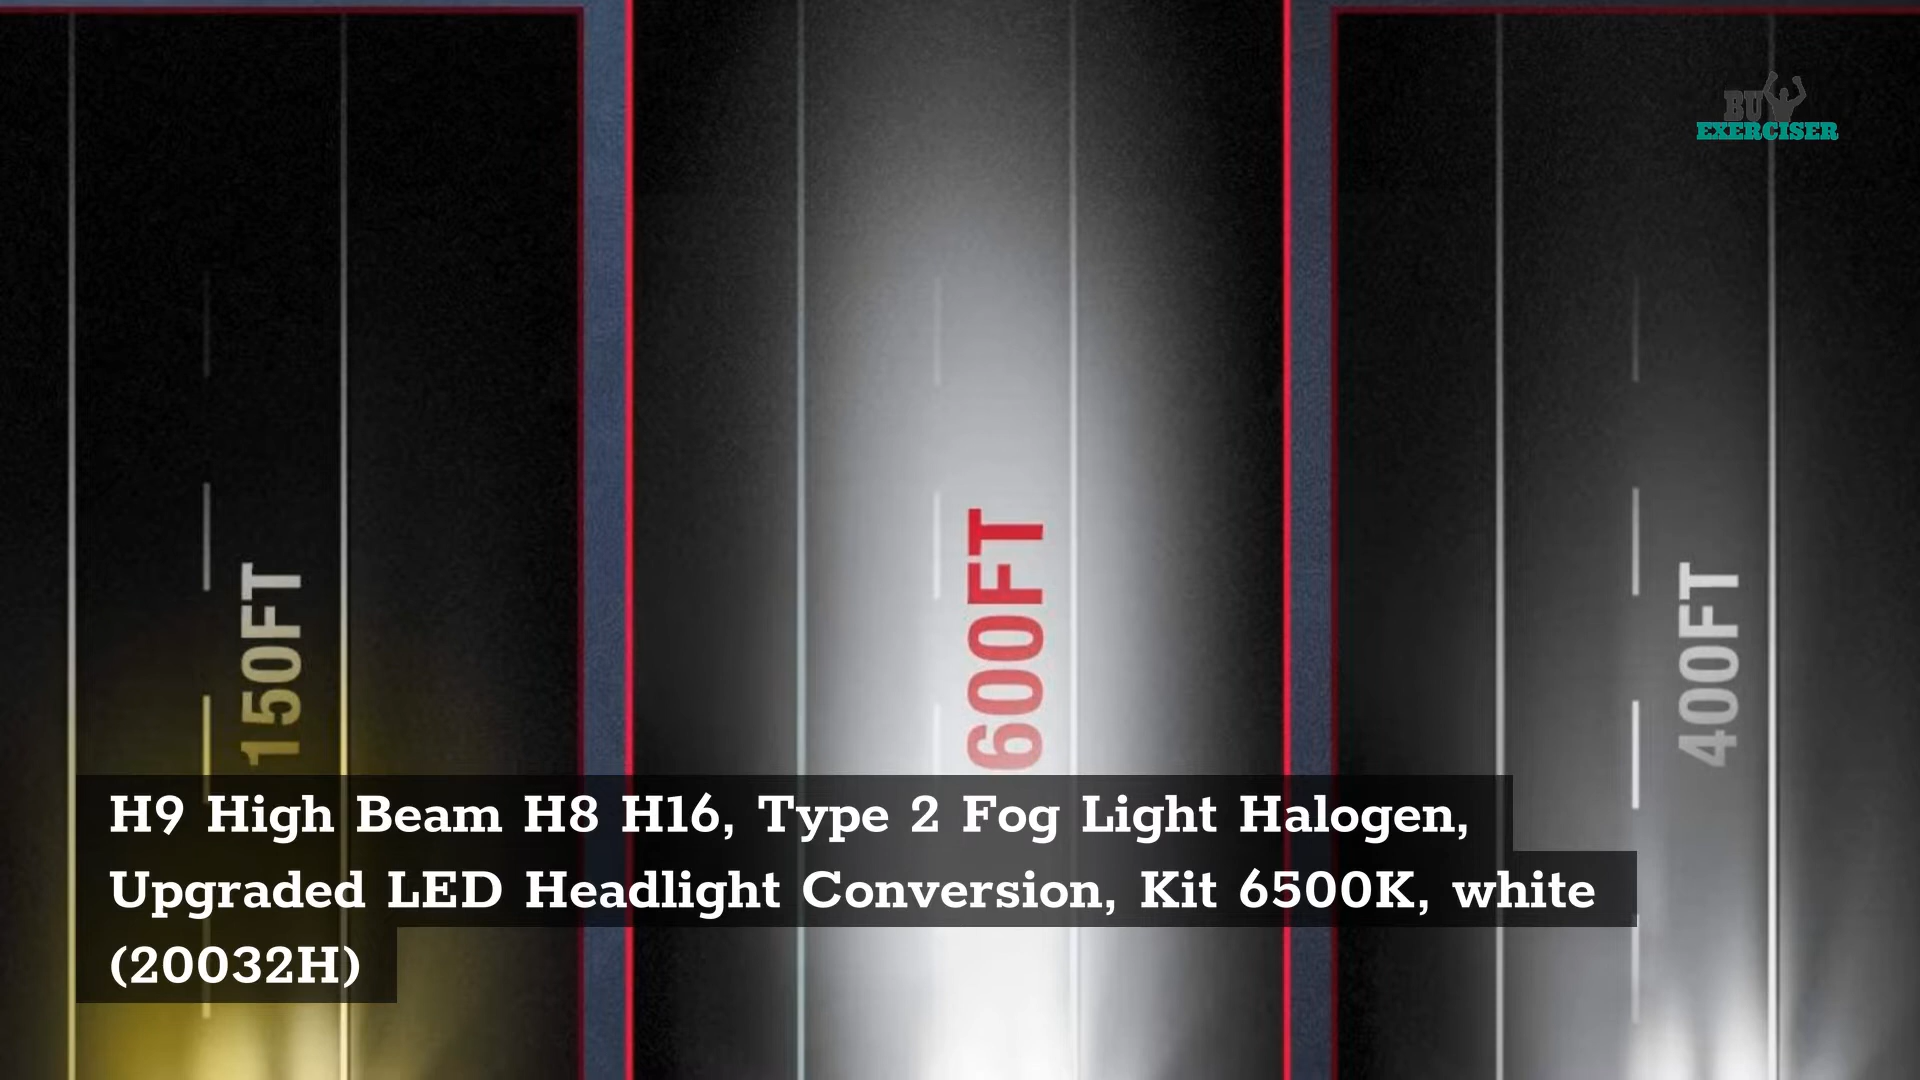 BU
EXERCISER
150FT
600FT
400FT
H9 High Beam H8 H16, Type 2 Fog Light Halogen,
Upgraded LED Headlight Conversion, Kit 6500K, white
(20032H)